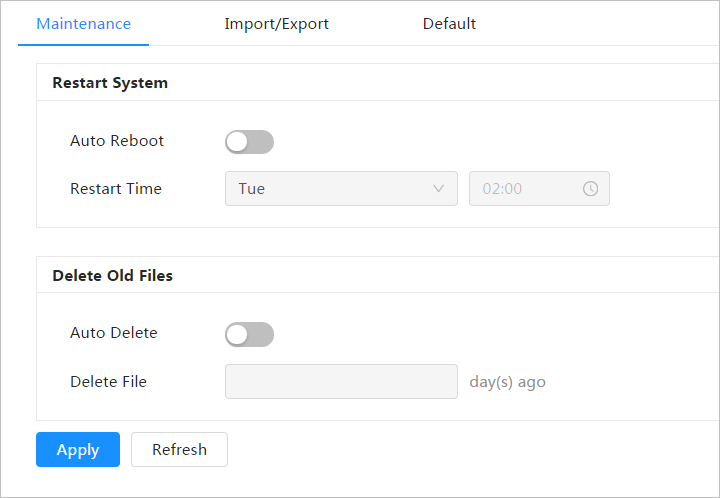 Maintenance Import/Export Default
Restart System
Auto Reboot
Restart Time Tue 02:00
Delete Old Files
Auto Delete
Delete File day(s) ago
Apply Refresh